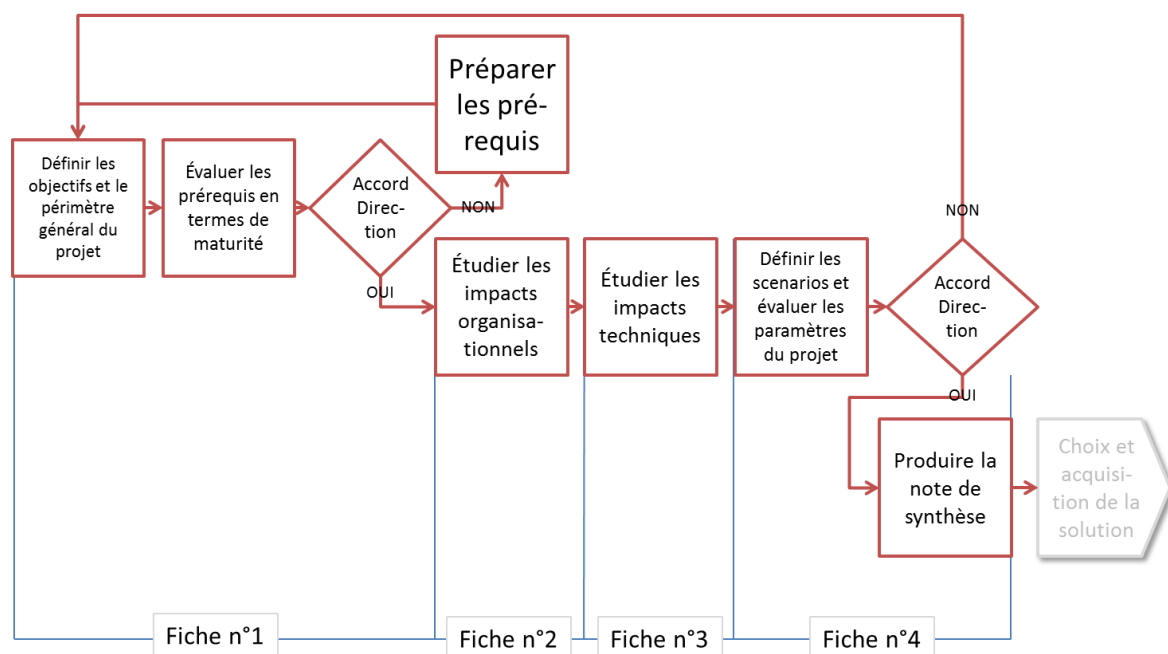 Préparer
les pré-
requis
Définir les
objectifs et le
périmètre
général du
projet
Évaluer les
prérequis en
termes de
maturité
Accord
Direc-
tion
NON
OUI
Étudier les
impacts
organisa-
tionnels
Étudier les
impacts
techniques
Définir les
scenarios et
évaluer les
paramètres
du projet
NON
Accord
Direc-
tion
OUI
Produire la
note de
synthèse
Choix et
acquisi-
tion de la
solution
Fiche n°1
Fiche n°2
Fiche n°3
Fiche n°4